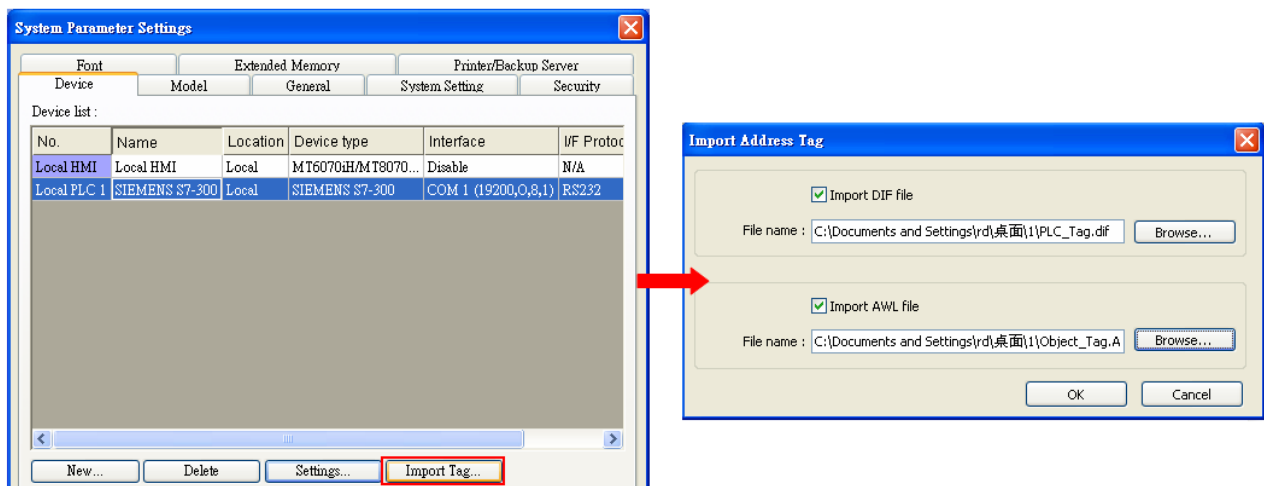 System Parameter Settings
Font Extended Memory Printer/Backup Server
Device Model General System Setting Security
Device list :
No. Name Location Device type Interface I/F Protoc
Local HMI Local HMI Local MT6070iH/MT8070... Disable N/A
Local PLC 1 SIEMENS S7-300 Local SIEMENS S7-300 COM 1 (19200,O,8,1) RS232
New... Delete Settings... Import Tag...
Import Address Tag
Import DIF file
File name : C:\Documents and Settings\rd\桌面\1\PLC_Tag.dif Browse...
Import AWL file
File name : C:\Documents and Settings\rd\桌面\1\Object_Tag.A Browse...
OK Cancel